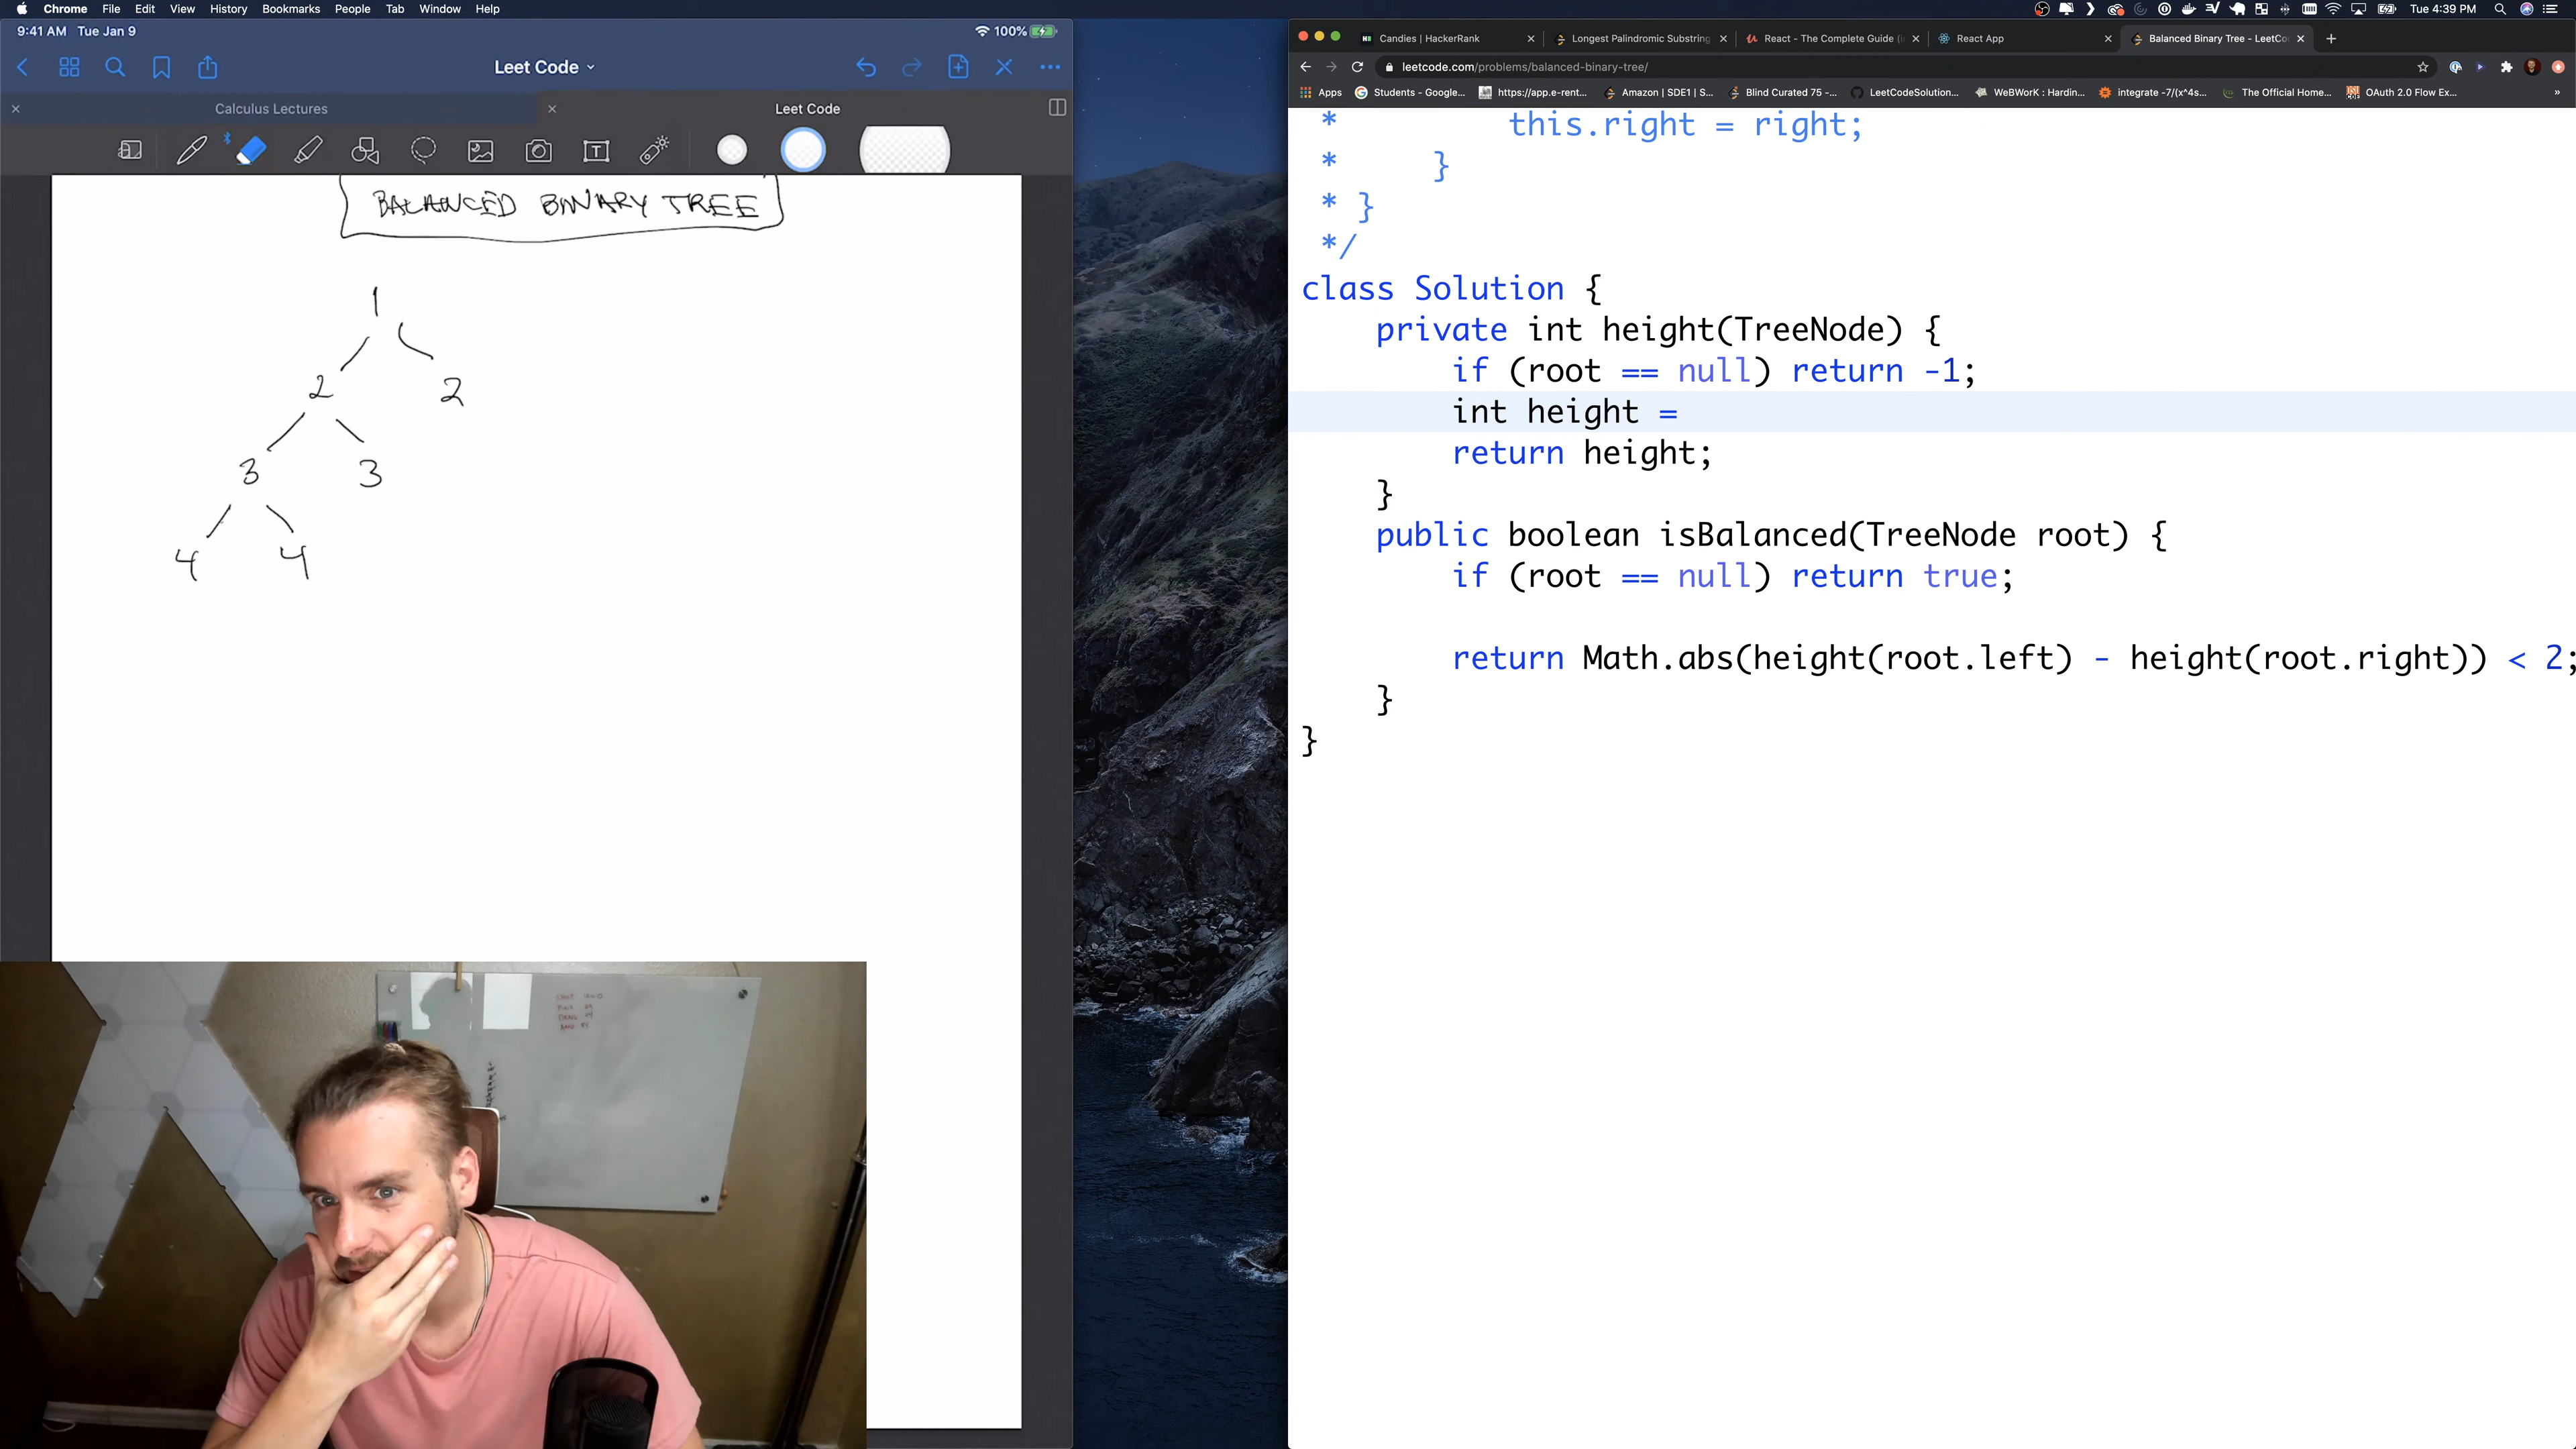 Chrome File Edit View History Bookmarks People Tab Window Help
Tue 4:39 PM
9:41 AM Tue Jan 9
100%
Leet Code
Calculus Lectures
Leet Code
BALANCED BINARY TREE
1
2 2
3 3
4 4
Candies | HackerRank
Longest Palindromic Substring
React - The Complete Guide (i
React App
Balanced Binary Tree - LeetCo
leetcode.com/problems/balanced-binary-tree/
Apps
Students - Google...
https://app.e-rent...
Amazon | SDE1 | S...
Blind Curated 75 -...
LeetCodeSolution...
WeBWorK : Hardin...
integrate -7/(x^4s...
The Official Home...
OAuth 2.0 Flow Ex...
»
* this.right = right;
* }
* }
*/
class Solution {
private int height(TreeNode) {
if (root == null) return -1;
int height =
return height;
}
public boolean isBalanced(TreeNode root) {
if (root == null) return true;
return Math.abs(height(root.left) - height(root.right)) < 2;
}
}